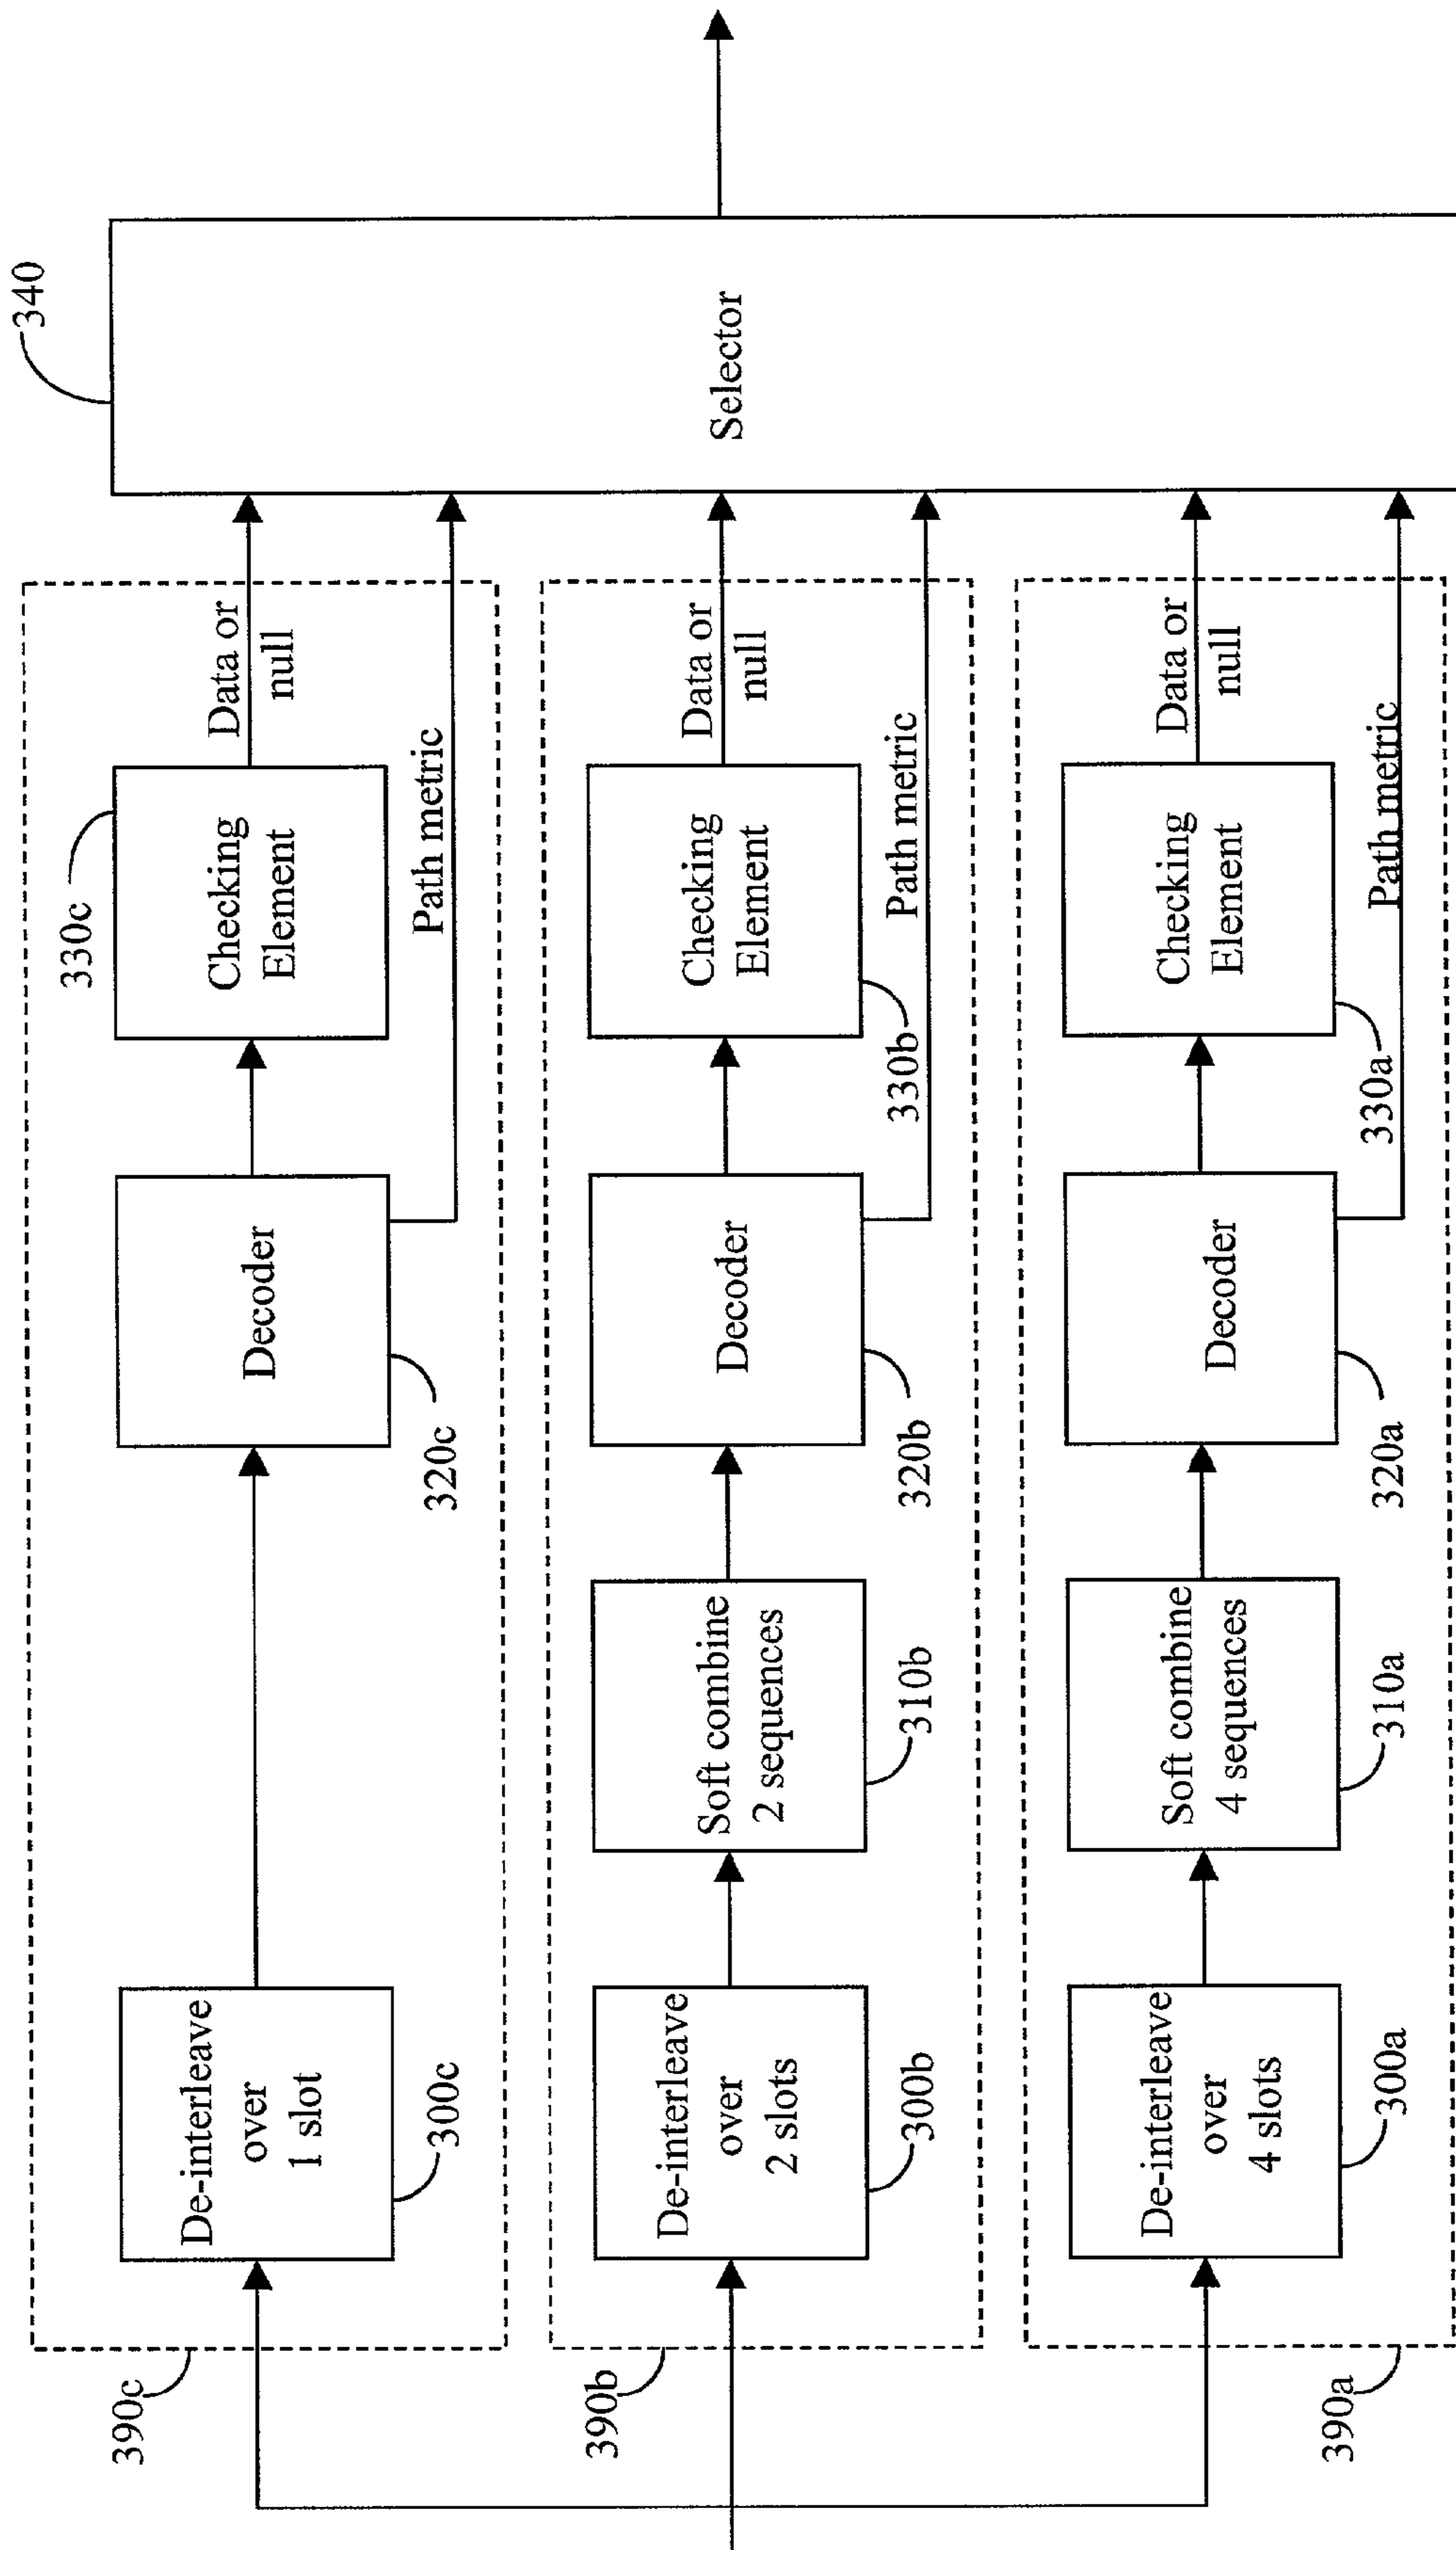 390c
De-interleave
over
1 slot
300c
Decoder
320c
Checking
Element
330c
Data or
null
Path metric
390b
De-interleave
over
2 slots
300b
Soft combine
2 sequences
310b
Decoder
320b
Checking
Element
330b
Data or
null
Path metric
390a
De-interleave
over
4 slots
300a
Soft combine
4 sequences
310a
Decoder
320a
Checking
Element
330a
Data or
null
Path metric
Selector
340